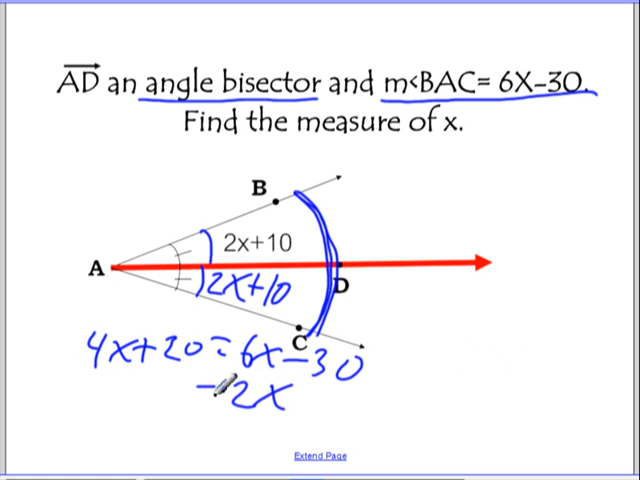 AD an angle bisector and m<BAC= 6X-30.
Find the measure of x.
B
2x+10
A
D
2x+10
C
4x+20=6x-30
-2x
Extend Page